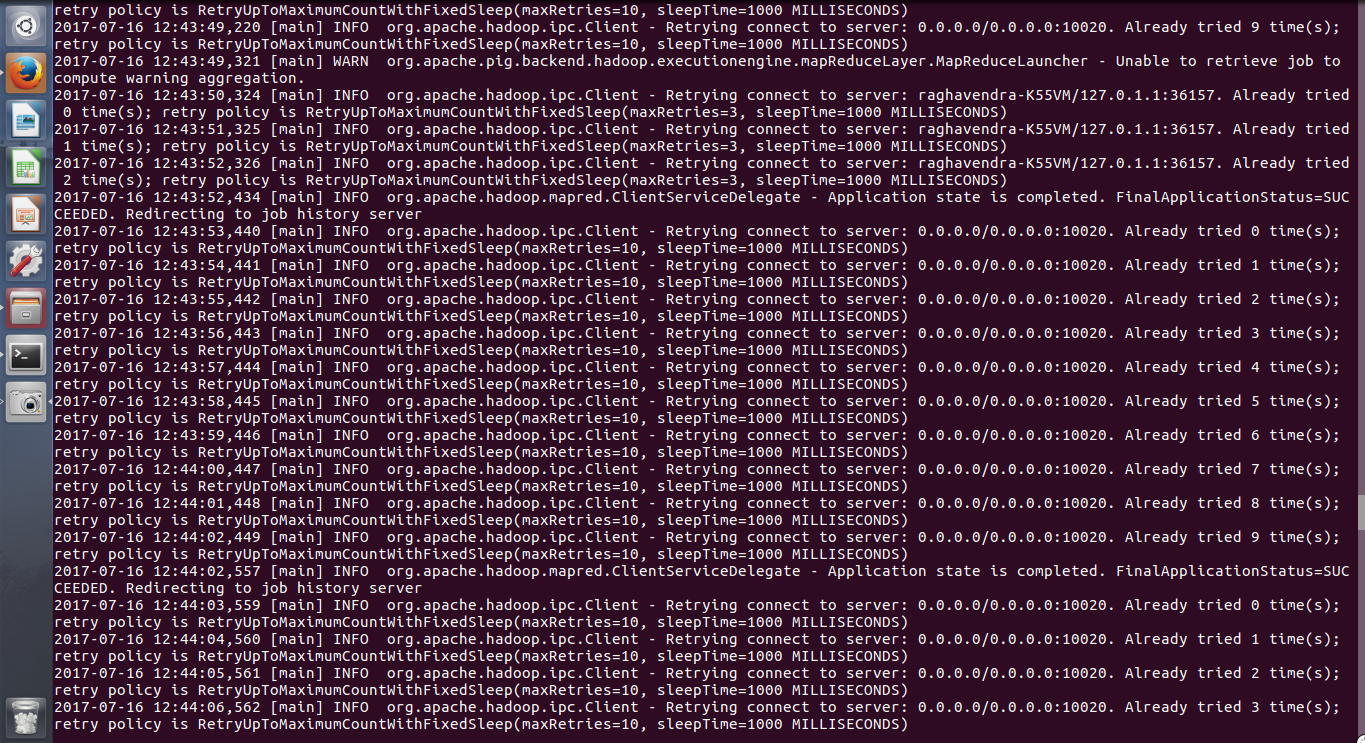 retry policy is RetryUpToMaximumCountWithFixedSleep(maxRetries=10, sleepTime=1000 MILLISECONDS)
2017-07-16 12:43:49,220 [main] INFO  org.apache.hadoop.ipc.Client - Retrying connect to server: 0.0.0.0/0.0.0.0:10020. Already tried 9 time(s);
retry policy is RetryUpToMaximumCountWithFixedSleep(maxRetries=10, sleepTime=1000 MILLISECONDS)
2017-07-16 12:43:49,321 [main] WARN  org.apache.pig.backend.hadoop.executionengine.mapReduceLayer.MapReduceLauncher - Unable to retrieve job to
compute warning aggregation.
2017-07-16 12:43:50,324 [main] INFO  org.apache.hadoop.ipc.Client - Retrying connect to server: raghavendra-K55VM/127.0.1.1:36157. Already tried
0 time(s); retry policy is RetryUpToMaximumCountWithFixedSleep(maxRetries=3, sleepTime=1000 MILLISECONDS)
2017-07-16 12:43:51,325 [main] INFO  org.apache.hadoop.ipc.Client - Retrying connect to server: raghavendra-K55VM/127.0.1.1:36157. Already tried
1 time(s); retry policy is RetryUpToMaximumCountWithFixedSleep(maxRetries=3, sleepTime=1000 MILLISECONDS)
2017-07-16 12:43:52,326 [main] INFO  org.apache.hadoop.ipc.Client - Retrying connect to server: raghavendra-K55VM/127.0.1.1:36157. Already tried
2 time(s); retry policy is RetryUpToMaximumCountWithFixedSleep(maxRetries=3, sleepTime=1000 MILLISECONDS)
2017-07-16 12:43:52,434 [main] INFO  org.apache.hadoop.mapred.ClientServiceDelegate - Application state is completed. FinalApplicationStatus=SUC
CEEDED. Redirecting to job history server
2017-07-16 12:43:53,440 [main] INFO  org.apache.hadoop.ipc.Client - Retrying connect to server: 0.0.0.0/0.0.0.0:10020. Already tried 0 time(s);
retry policy is RetryUpToMaximumCountWithFixedSleep(maxRetries=10, sleepTime=1000 MILLISECONDS)
2017-07-16 12:43:54,441 [main] INFO  org.apache.hadoop.ipc.Client - Retrying connect to server: 0.0.0.0/0.0.0.0:10020. Already tried 1 time(s);
retry policy is RetryUpToMaximumCountWithFixedSleep(maxRetries=10, sleepTime=1000 MILLISECONDS)
2017-07-16 12:43:55,442 [main] INFO  org.apache.hadoop.ipc.Client - Retrying connect to server: 0.0.0.0/0.0.0.0:10020. Already tried 2 time(s);
retry policy is RetryUpToMaximumCountWithFixedSleep(maxRetries=10, sleepTime=1000 MILLISECONDS)
2017-07-16 12:43:56,443 [main] INFO  org.apache.hadoop.ipc.Client - Retrying connect to server: 0.0.0.0/0.0.0.0:10020. Already tried 3 time(s);
retry policy is RetryUpToMaximumCountWithFixedSleep(maxRetries=10, sleepTime=1000 MILLISECONDS)
2017-07-16 12:43:57,444 [main] INFO  org.apache.hadoop.ipc.Client - Retrying connect to server: 0.0.0.0/0.0.0.0:10020. Already tried 4 time(s);
retry policy is RetryUpToMaximumCountWithFixedSleep(maxRetries=10, sleepTime=1000 MILLISECONDS)
2017-07-16 12:43:58,445 [main] INFO  org.apache.hadoop.ipc.Client - Retrying connect to server: 0.0.0.0/0.0.0.0:10020. Already tried 5 time(s);
retry policy is RetryUpToMaximumCountWithFixedSleep(maxRetries=10, sleepTime=1000 MILLISECONDS)
2017-07-16 12:43:59,446 [main] INFO  org.apache.hadoop.ipc.Client - Retrying connect to server: 0.0.0.0/0.0.0.0:10020. Already tried 6 time(s);
retry policy is RetryUpToMaximumCountWithFixedSleep(maxRetries=10, sleepTime=1000 MILLISECONDS)
2017-07-16 12:44:00,447 [main] INFO  org.apache.hadoop.ipc.Client - Retrying connect to server: 0.0.0.0/0.0.0.0:10020. Already tried 7 time(s);
retry policy is RetryUpToMaximumCountWithFixedSleep(maxRetries=10, sleepTime=1000 MILLISECONDS)
2017-07-16 12:44:01,448 [main] INFO  org.apache.hadoop.ipc.Client - Retrying connect to server: 0.0.0.0/0.0.0.0:10020. Already tried 8 time(s);
retry policy is RetryUpToMaximumCountWithFixedSleep(maxRetries=10, sleepTime=1000 MILLISECONDS)
2017-07-16 12:44:02,449 [main] INFO  org.apache.hadoop.ipc.Client - Retrying connect to server: 0.0.0.0/0.0.0.0:10020. Already tried 9 time(s);
retry policy is RetryUpToMaximumCountWithFixedSleep(maxRetries=10, sleepTime=1000 MILLISECONDS)
2017-07-16 12:44:02,557 [main] INFO  org.apache.hadoop.mapred.ClientServiceDelegate - Application state is completed. FinalApplicationStatus=SUC
CEEDED. Redirecting to job history server
2017-07-16 12:44:03,559 [main] INFO  org.apache.hadoop.ipc.Client - Retrying connect to server: 0.0.0.0/0.0.0.0:10020. Already tried 0 time(s);
retry policy is RetryUpToMaximumCountWithFixedSleep(maxRetries=10, sleepTime=1000 MILLISECONDS)
2017-07-16 12:44:04,560 [main] INFO  org.apache.hadoop.ipc.Client - Retrying connect to server: 0.0.0.0/0.0.0.0:10020. Already tried 1 time(s);
retry policy is RetryUpToMaximumCountWithFixedSleep(maxRetries=10, sleepTime=1000 MILLISECONDS)
2017-07-16 12:44:05,561 [main] INFO  org.apache.hadoop.ipc.Client - Retrying connect to server: 0.0.0.0/0.0.0.0:10020. Already tried 2 time(s);
retry policy is RetryUpToMaximumCountWithFixedSleep(maxRetries=10, sleepTime=1000 MILLISECONDS)
2017-07-16 12:44:06,562 [main] INFO  org.apache.hadoop.ipc.Client - Retrying connect to server: 0.0.0.0/0.0.0.0:10020. Already tried 3 time(s);
retry policy is RetryUpToMaximumCountWithFixedSleep(maxRetries=10, sleepTime=1000 MILLISECONDS)